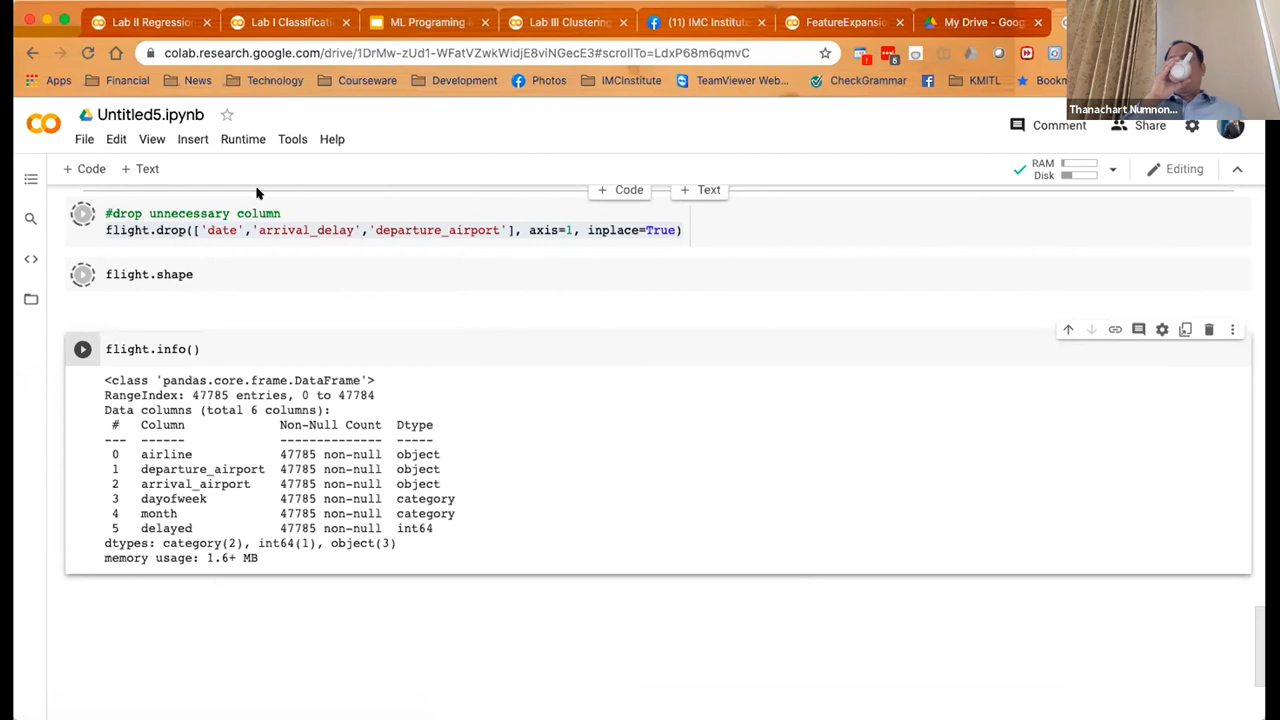 Lab II Regressio
Lab I Classificati
ML Programing i
Lab III Clustering
(11) IMC Institut
FeatureExpansio
My Drive - Goo
colab.research.google.com/drive/1DrMw-zUd1-WFatVZwkWidjE8viNGecE3#scrollTo=LdxP68m6qmvC
5
Apps
Financial
News
Technology
Courseware
Development
Photos
IMCInstitute
TeamViewer Web...
CheckGrammar
KMITL
Bookm
Thanachart Numnon...
Untitled5.ipynb
File Edit View Insert Runtime Tools Help
Comment
Share
+ Code + Text
RAM
Disk
Editing
+ Code + Text
#drop unnecessary column
flight.drop(['date','arrival_delay','departure_airport'], axis=1, inplace=True)
flight.shape
flight.info()
<class 'pandas.core.frame.DataFrame'>
RangeIndex: 47785 entries, 0 to 47784
Data columns (total 6 columns):
# Column Non-Null Count Dtype
--- ------ -------------- -----
0 airline 47785 non-null object
1 departure_airport 47785 non-null object
2 arrival_airport 47785 non-null object
3 dayofweek 47785 non-null category
4 month 47785 non-null category
5 delayed 47785 non-null int64
dtypes: category(2), int64(1), object(3)
memory usage: 1.6+ MB